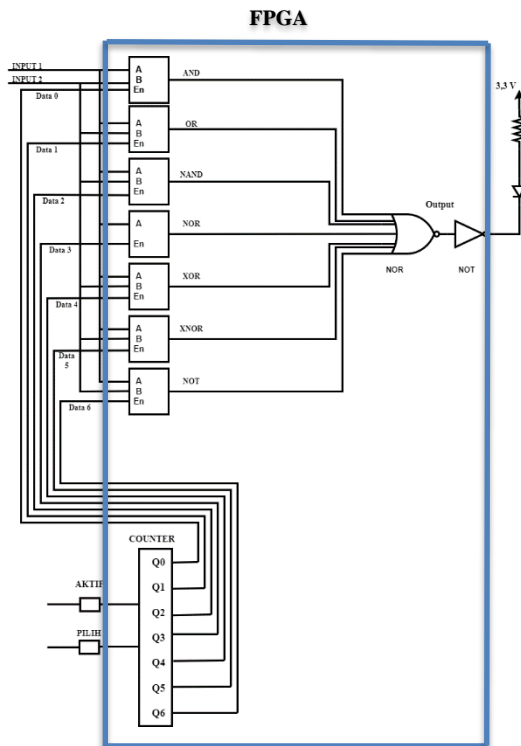 FPGA
INPUT 1
INPUT 2
Data 0
A
B
En
AND
3,3 V
Data 1
A
B
En
OR
Data 2
A
B
En
NAND
Output
Data 3
A
En
NOR
NOR
NOT
Data 4
A
B
En
XOR
Data
5
A
B
En
XNOR
Data 6
A
B
En
NOT
COUNTER
AKTIF
PILIH
Q0
Q1
Q2
Q3
Q4
Q5
Q6